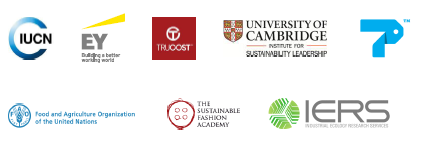 IUCN
EY
Building a better
working world
TRUCOST
UNIVERSITY OF
CAMBRIDGE
INSTITUTE FOR
SUSTAINABILITY LEADERSHIP
TM
FAO
Food and Agriculture Organization
of the United Nations
THE
SUSTAINABLE
FASHION
ACADEMY
IERS
INDUSTRIAL ECOLOGY RESEARCH SERVICES